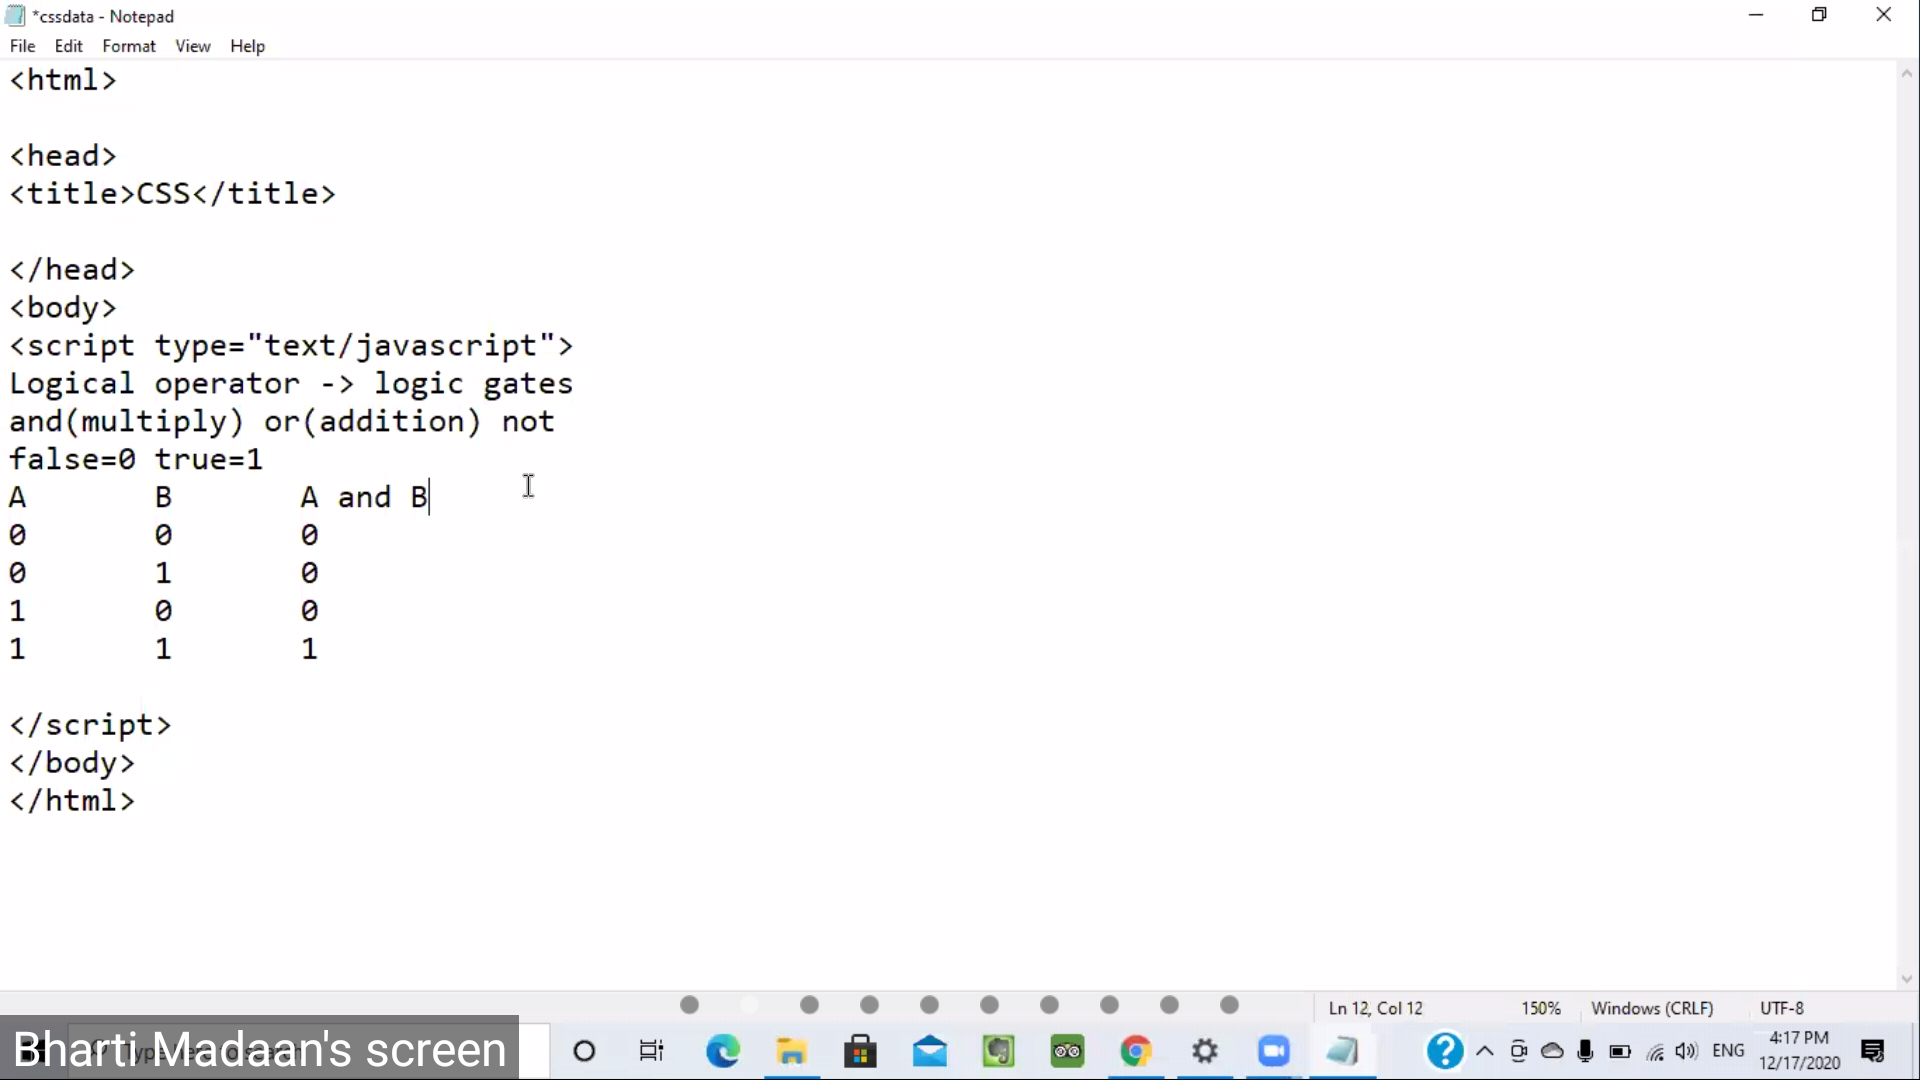 *cssdata - Notepad
File Edit Format View Help
<html>
<head>
<title>CSS</title>
</head>
<body>
<script type="text/javascript">
Logical operator -> logic gates
and(multiply) or(addition) not
false=0 true=1
A B A and B
0 0 0
0 1 0
1 0 0
1 1 1
</script>
</body>
</html>
Ln 12, Col 12 150% Windows (CRLF) UTF-8
Bharti Madaan's screen
ENG
4:17 PM
12/17/2020